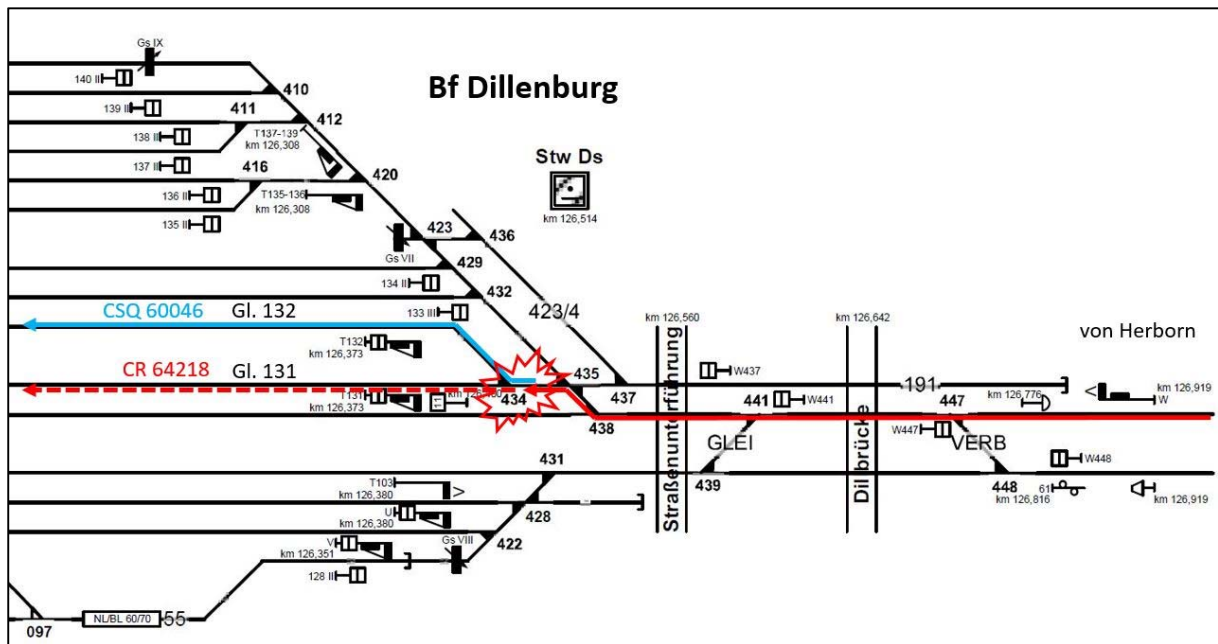 Gs IX
Bf Dillenburg
140 II
410
139 II
411
412
138 II
T137-139
km 126,308
137 II
416
420
Stw Ds
136 II
T135-136
km 126,308
km 126,514
135 II
423
436
Gs VII
429
134 II
432
423/4
CSQ 60046
Gl. 132
133 III
km 126,560
km 126,642
von Herborn
T132
km 126,373
Straßenunterführung
Dillbrücke
W437
CR 64218
Gl. 131
435
191
km 126,919
T131
km 126,373
11
434
437
441
W441
447
km 126,776
W
438
GLEI
W447
VERB
W448
431
439
448
61
km 126,816
km 126,919
T103
km 126,380
428
U
km 126,380
422
Gs VIII
V
km 126,351
128 II
NL/BL 60/70
55
097